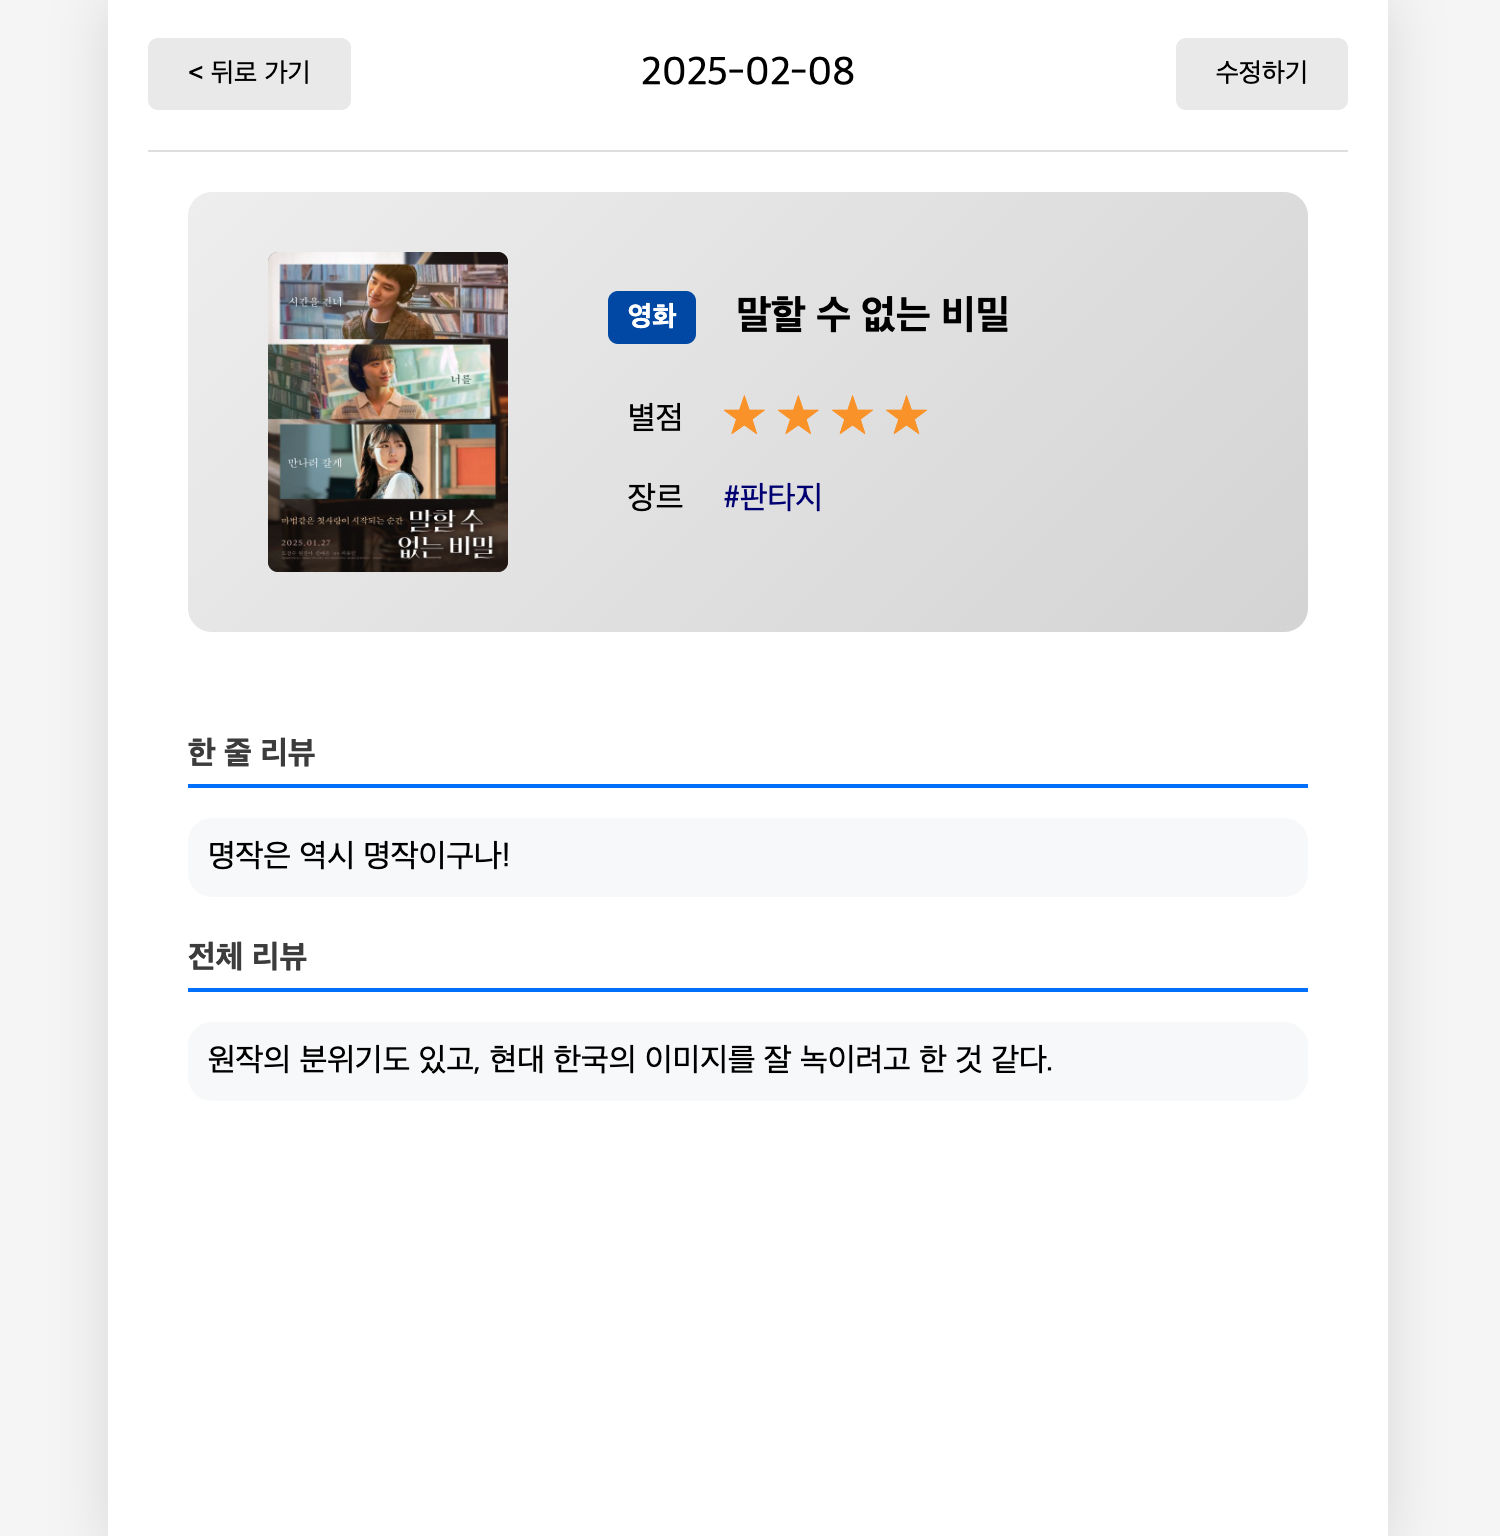 < 뒤로 가기
2025-02-08
수정하기
시간을 건너
너를
만나러 갈게
마법같은 첫사랑이 시작되는 순간
말할 수
없는 비밀
2025.01.27
영화
말할 수 없는 비밀
별점
장르
#판타지
한 줄 리뷰
명작은 역시 명작이구나!
전체 리뷰
원작의 분위기도 있고, 현대 한국의 이미지를 잘 녹이려고 한 것 같다.